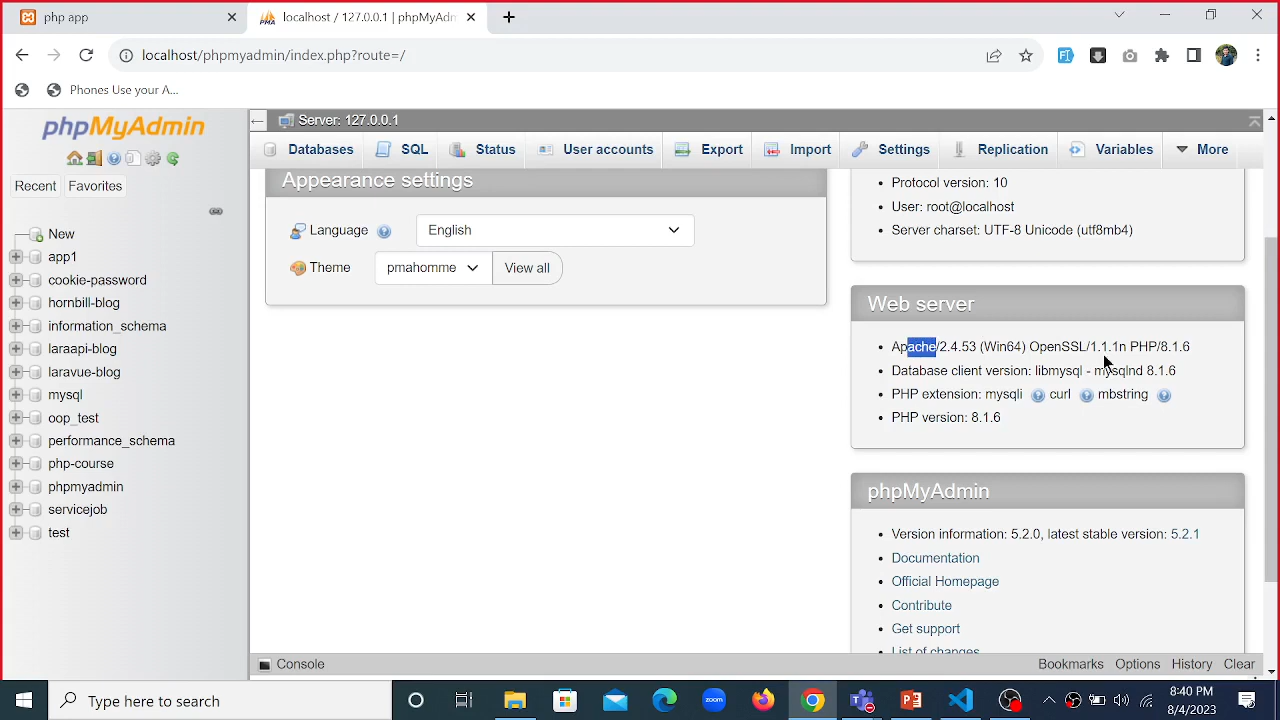 php app
localhost / 127.0.0.1 | phpMyAdm
localhost/phpmyadmin/index.php?route=/
Phones Use your A...
phpMyAdmin
Recent
Favorites
New
app1
cookie-password
hornbill-blog
information_schema
laraapi-blog
laravue-blog
mysql
oop_test
performance_schema
php-course
phpmyadmin
servicejob
test
Server: 127.0.0.1
Databases
SQL
Status
User accounts
Export
Import
Settings
Replication
Variables
More
Appearance settings
Language
English
Theme
pmahomme
View all
Protocol version: 10
User: root@localhost
Server charset: UTF-8 Unicode (utf8mb4)
Web server
Apache/2.4.53 (Win64) OpenSSL/1.1.1n PHP/8.1.6
Database client version: libmysql - mysqlnd 8.1.6
PHP extension: mysqli curl mbstring
PHP version: 8.1.6
phpMyAdmin
Version information: 5.2.0, latest stable version: 5.2.1
Documentation
Official Homepage
Contribute
Get support
List of changes
Console
Bookmarks
Options
History
Clear
Type here to search
8:40 PM
8/4/2023